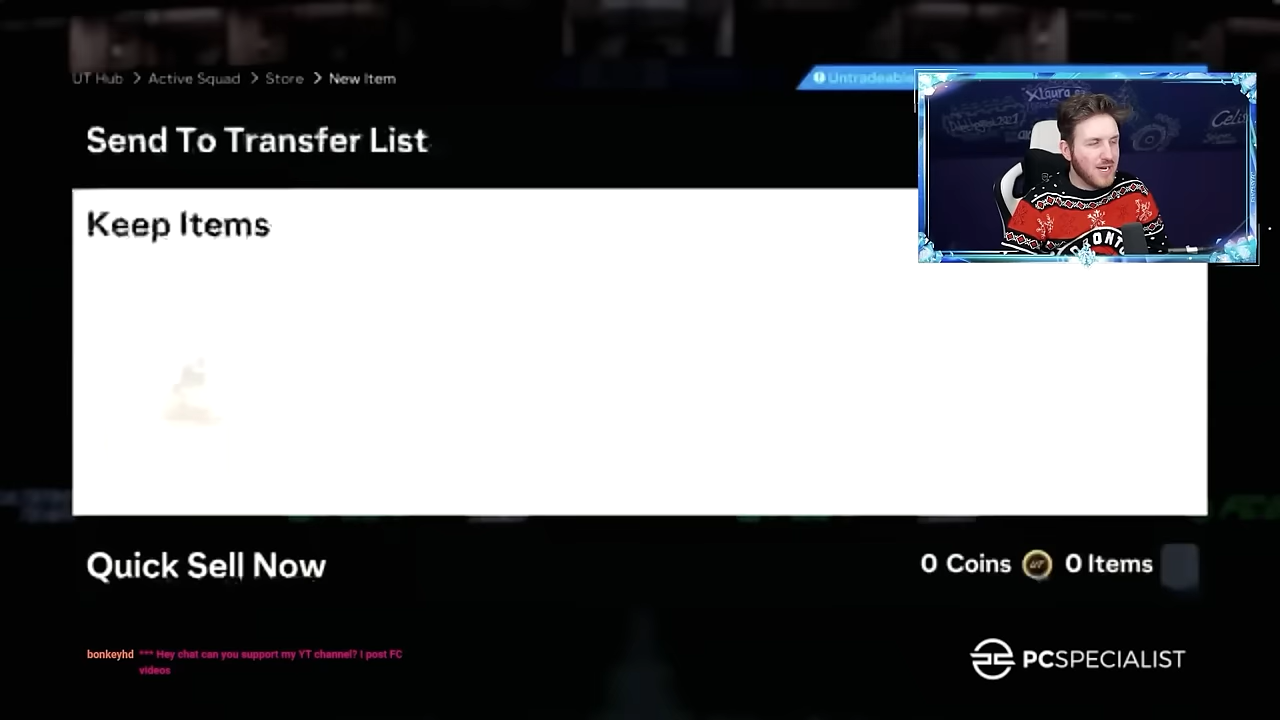 UT Hub > Active Squad > Store > New Item
Untradeable
Send To Transfer List
Keep Items
Quick Sell Now
0 Coins UT 0 Items
bonkeyhd *** Hey chat can you support my YT channel? I post FC
videos
PCSPECIALIST